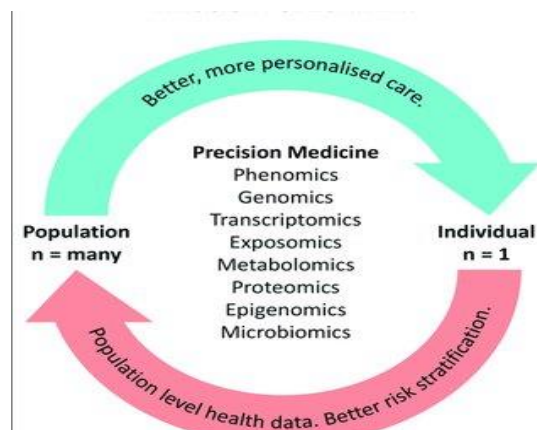 Better, more personalised care.
Precision Medicine
Phenomics
Genomics
Transcriptomics
Exposomics
Metabolomics
Proteomics
Epigenomics
Microbiomics
Population
n = many
Individual
n = 1
Population level health data. Better risk stratification.